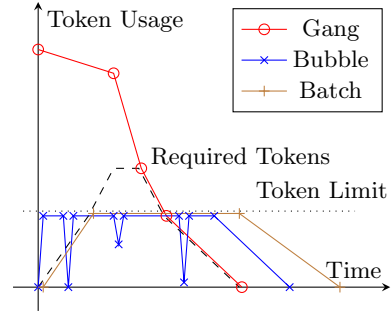 Token Usage
Gang
Bubble
Batch
Required Tokens
Token Limit
Time